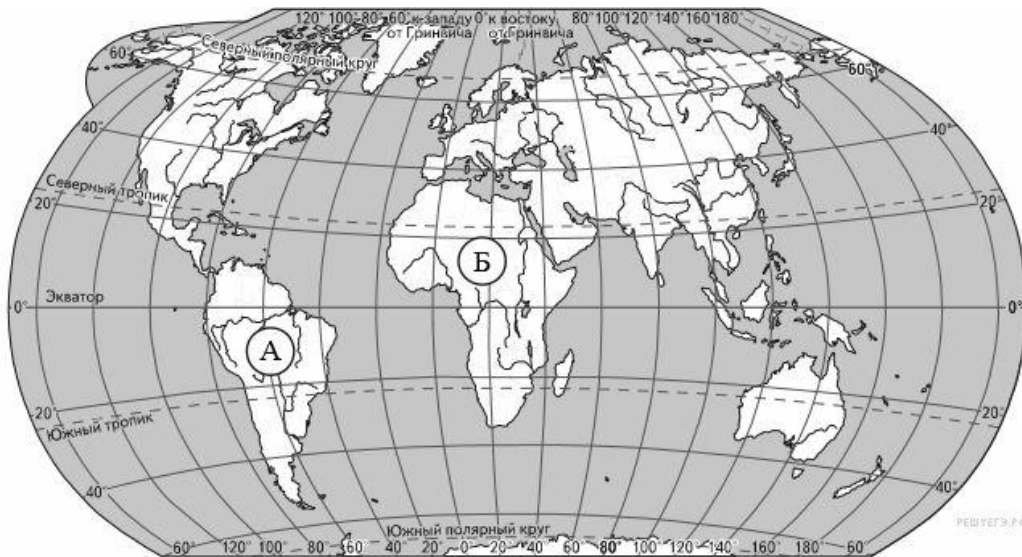 120° 100° 80° 60° к западу 0° к востоку 80° 100° 120° 140° 160° 180°
от Гринвича от Гринвича
60° Северный полярный круг 60°
40° 40°
Северный тропик
20° 20°
Б
Экватор
0° 0°
А
20° 20°
Южный тропик
40° 40°
Южный полярный круг
60° 120° 100° 80° 60° 40° 20° 0° 20° 40° 60° 80° 100° 120° 140° 160° 60°